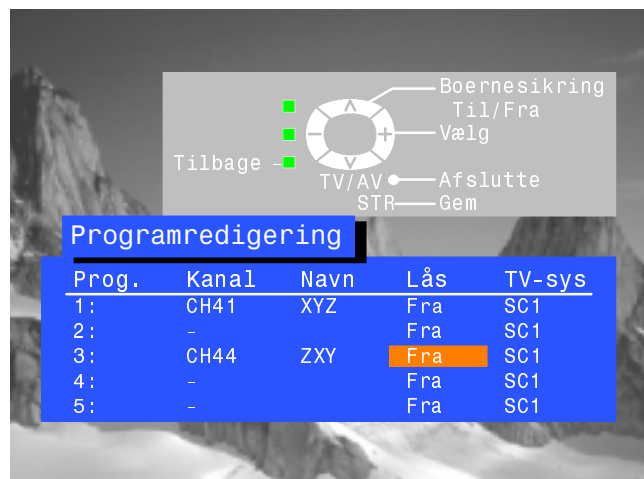 Boernesikring
Til/Fra
Vælg
Tilbage
TV/AV Afslutte
STR Gem
Programredigering
Prog. Kanal Navn Lås TV-sys
1: CH41 XYZ Fra SC1
2: - Fra SC1
3: CH44 ZXY Fra SC1
4: - Fra SC1
5: - Fra SC1